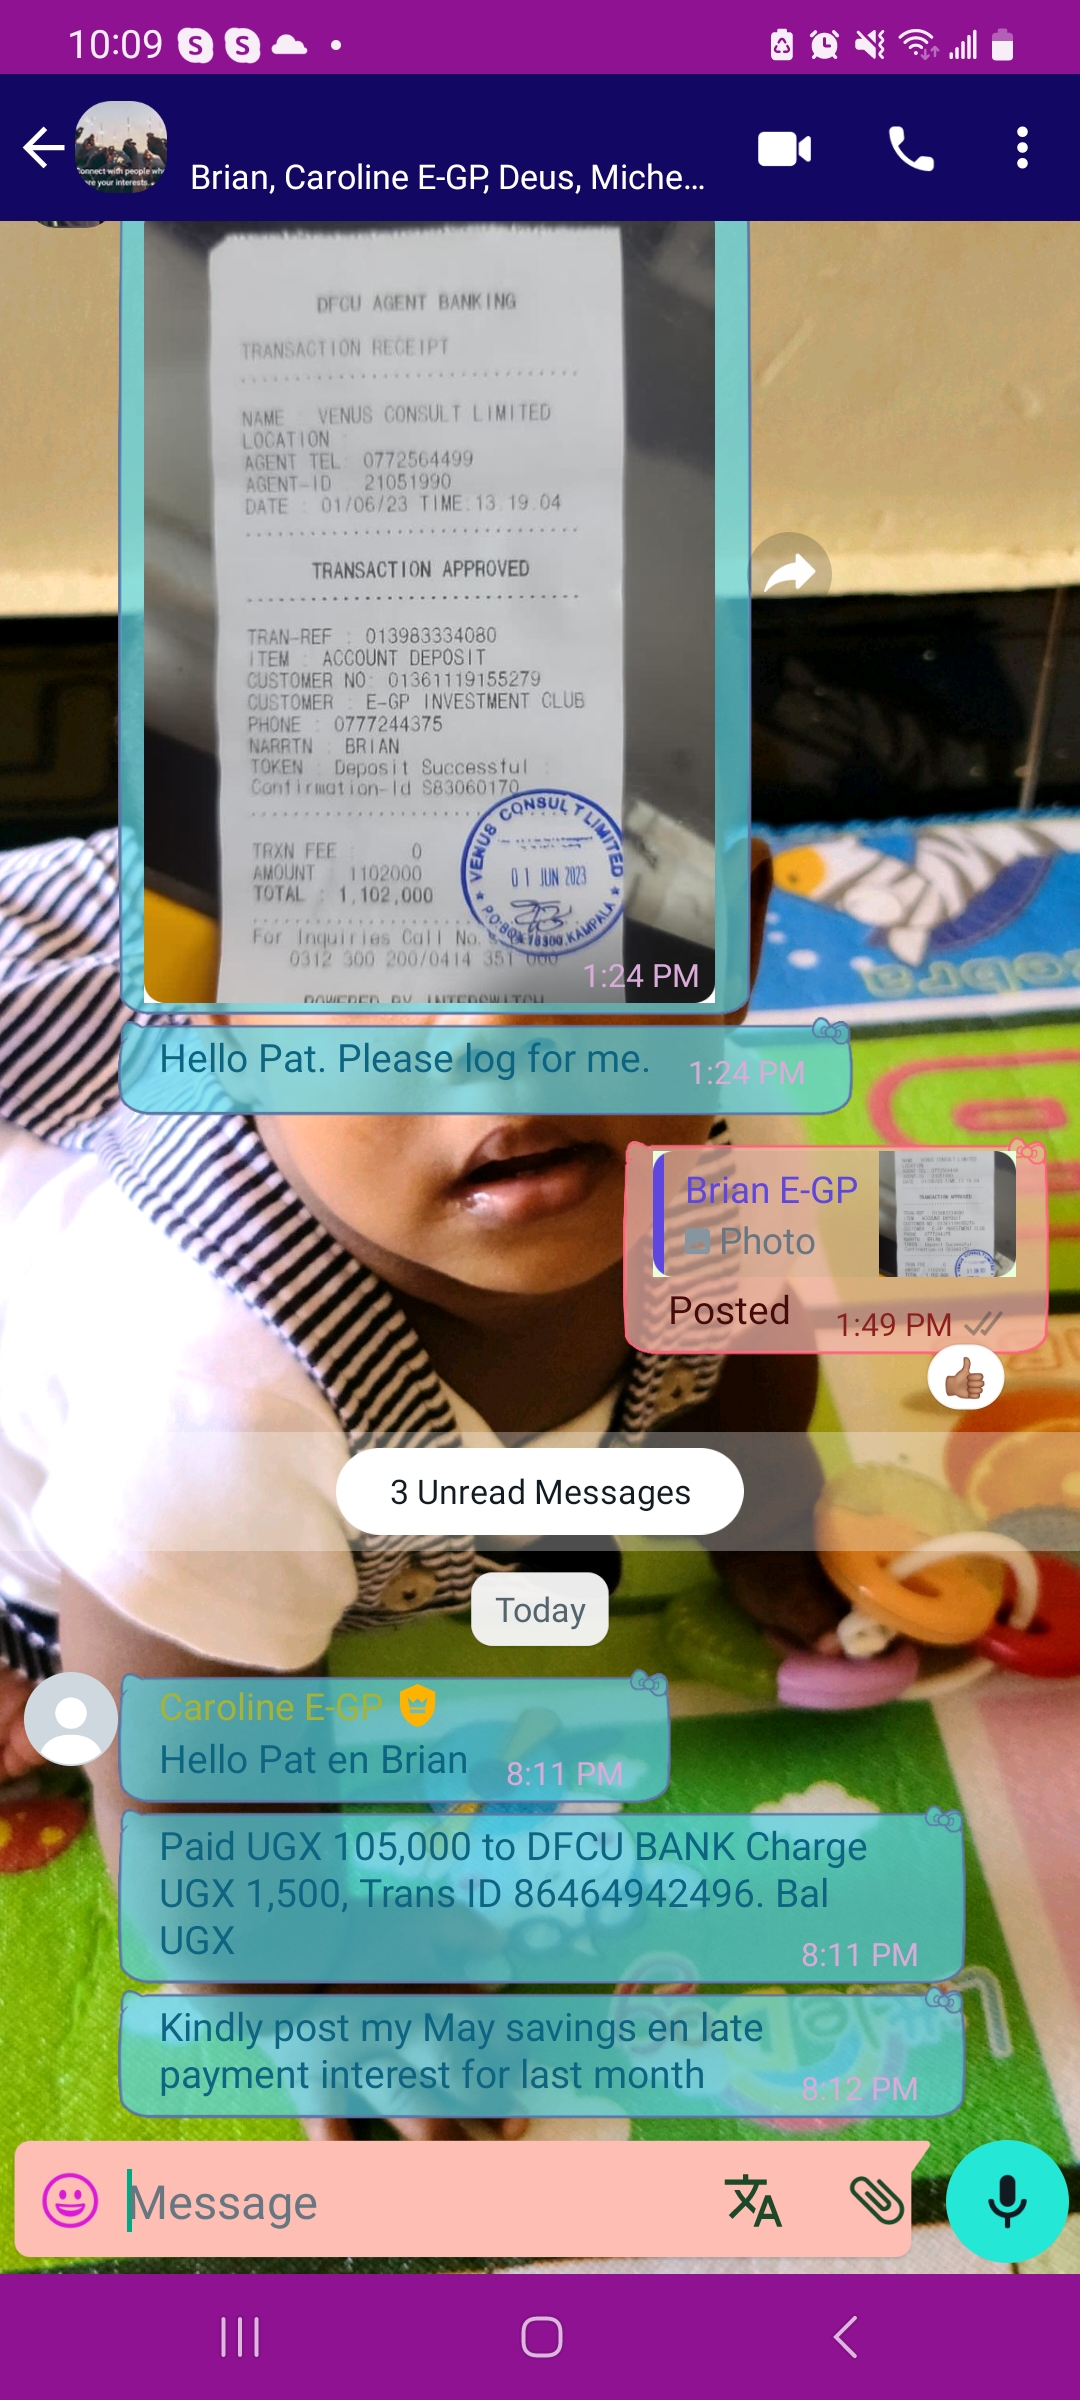 10:09
Brian, Caroline E-GP, Deus, Miche...
DFCU AGENT BANKING
TRANSACTION RECEIPT
NAME : VENUS CONSULT LIMITED
LOCATION :
AGENT TEL: 0772564499
AGENT-ID : 21051990
DATE : 01/06/23 TIME:13.19.04
TRANSACTION APPROVED
TRAN-REF : 013983334080
ITEM : ACCOUNT DEPOSIT
CUSTOMER NO: 01361119155279
CUSTOMER : E-GP INVESTMENT CLUB
PHONE : 0777244375
NARRTN : BRIAN
TOKEN : Deposit Successful :
Confirmation-Id S83060170
VENUS CONSULT LIMITED
01 JUN 2023
KAMPALA
TRXN FEE : 0
AMOUNT : 1102000
TOTAL : 1,102,000
For Inquiries Call No.
0312 300 200/0414 351 000
POWERED BY INTERSWITCH
1:24 PM
Hello Pat. Please log for me.
1:24 PM
Brian E-GP
Photo
Posted
1:49 PM
3 Unread Messages
Today
Caroline E-GP
Hello Pat en Brian
8:11 PM
Paid UGX 105,000 to DFCU BANK Charge
UGX 1,500, Trans ID 86464942496. Bal
UGX
8:11 PM
Kindly post my May savings en late
payment interest for last month
8:12 PM
Message